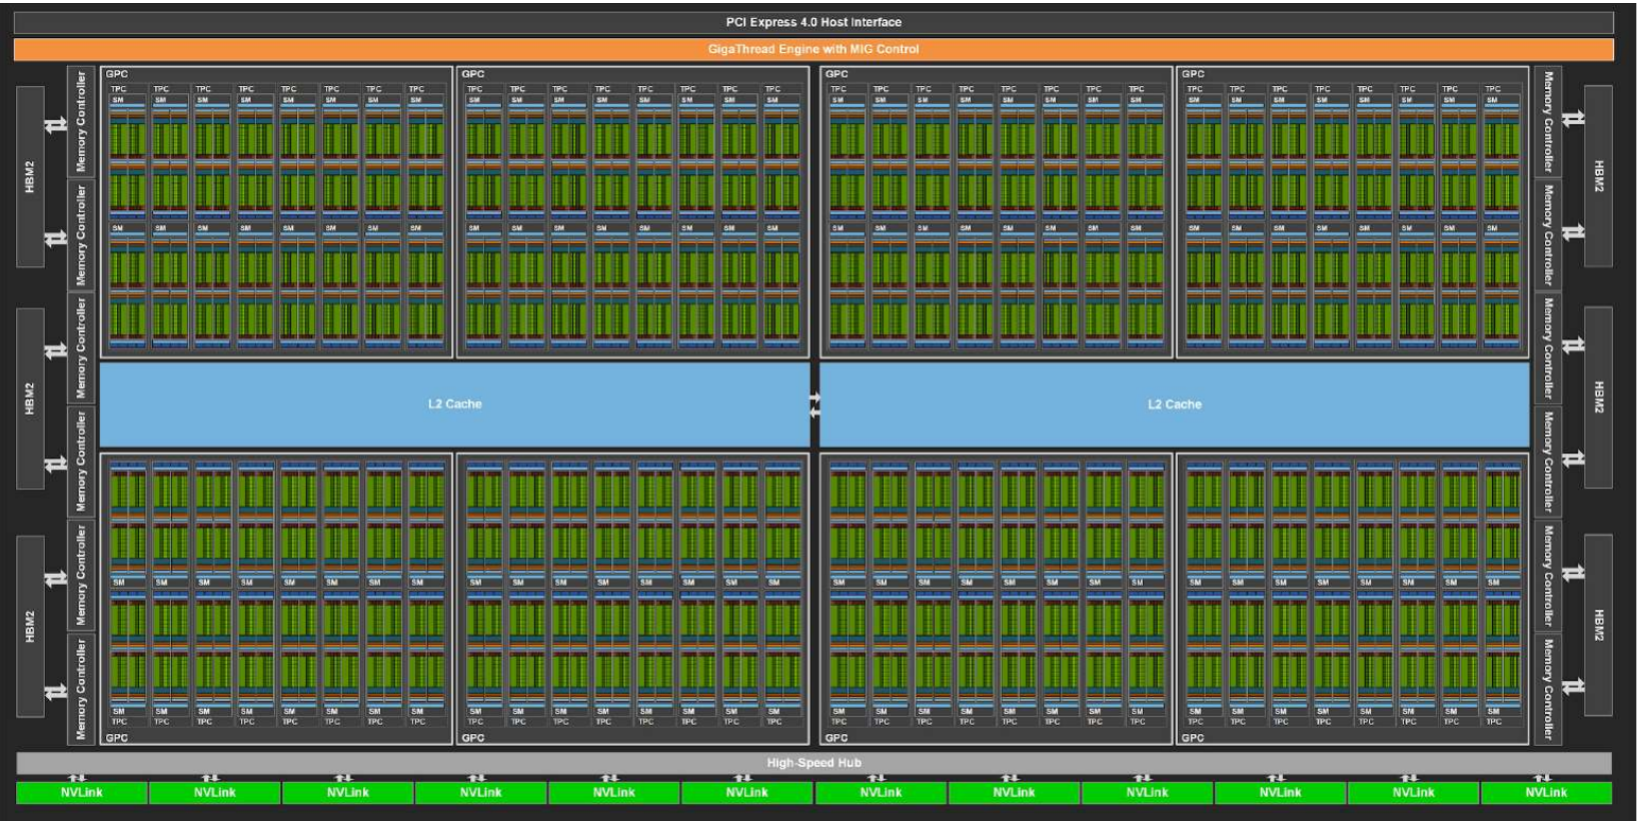 PCI Express 4.0 Host Interface
GigaThread Engine with MIG Control
GPC GPC GPC GPC
TPC TPC TPC TPC TPC TPC TPC TPC TPC TPC TPC TPC TPC TPC TPC TPC TPC TPC TPC TPC TPC TPC TPC TPC TPC TPC TPC TPC TPC TPC TPC TPC
SM SM SM SM SM SM SM SM SM SM SM SM SM SM SM SM SM SM SM SM SM SM SM SM SM SM SM SM SM SM SM SM
SM SM SM SM SM SM SM SM SM SM SM SM SM SM SM SM SM SM SM SM SM SM SM SM SM SM SM SM SM SM SM SM
HBM2
HBM2
HBM2
Memory Controller
Memory Controller
Memory Controller
Memory Controller
Memory Controller
Memory Controller
L2 Cache L2 Cache
Memory Controller
Memory Controller
Memory Controller
Memory Controller
Memory Controller
Memory Controller
HBM2
HBM2
HBM2
SM SM SM SM SM SM SM SM SM SM SM SM SM SM SM SM SM SM SM SM SM SM SM SM SM SM SM SM SM SM SM SM
SM SM SM SM SM SM SM SM SM SM SM SM SM SM SM SM SM SM SM SM SM SM SM SM SM SM SM SM SM SM SM SM
TPC TPC TPC TPC TPC TPC TPC TPC TPC TPC TPC TPC TPC TPC TPC TPC TPC TPC TPC TPC TPC TPC TPC TPC TPC TPC TPC TPC TPC TPC TPC TPC
GPC GPC GPC GPC
High-Speed Hub
NVLink NVLink NVLink NVLink NVLink NVLink NVLink NVLink NVLink NVLink NVLink NVLink